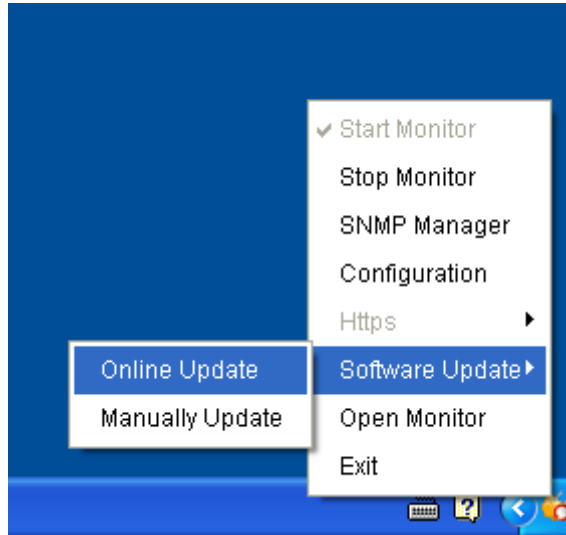 Start Monitor
Stop Monitor
SNMP Manager
Configuration
Https
Software Update
Online Update
Manually Update
Open Monitor
Exit